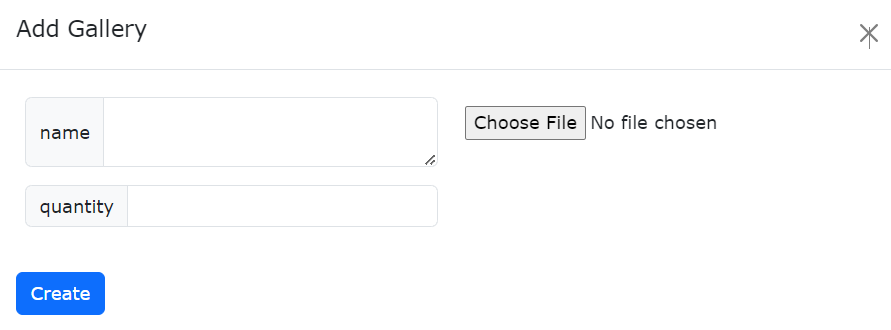 Add Gallery
name
Choose File No file chosen
quantity
Create